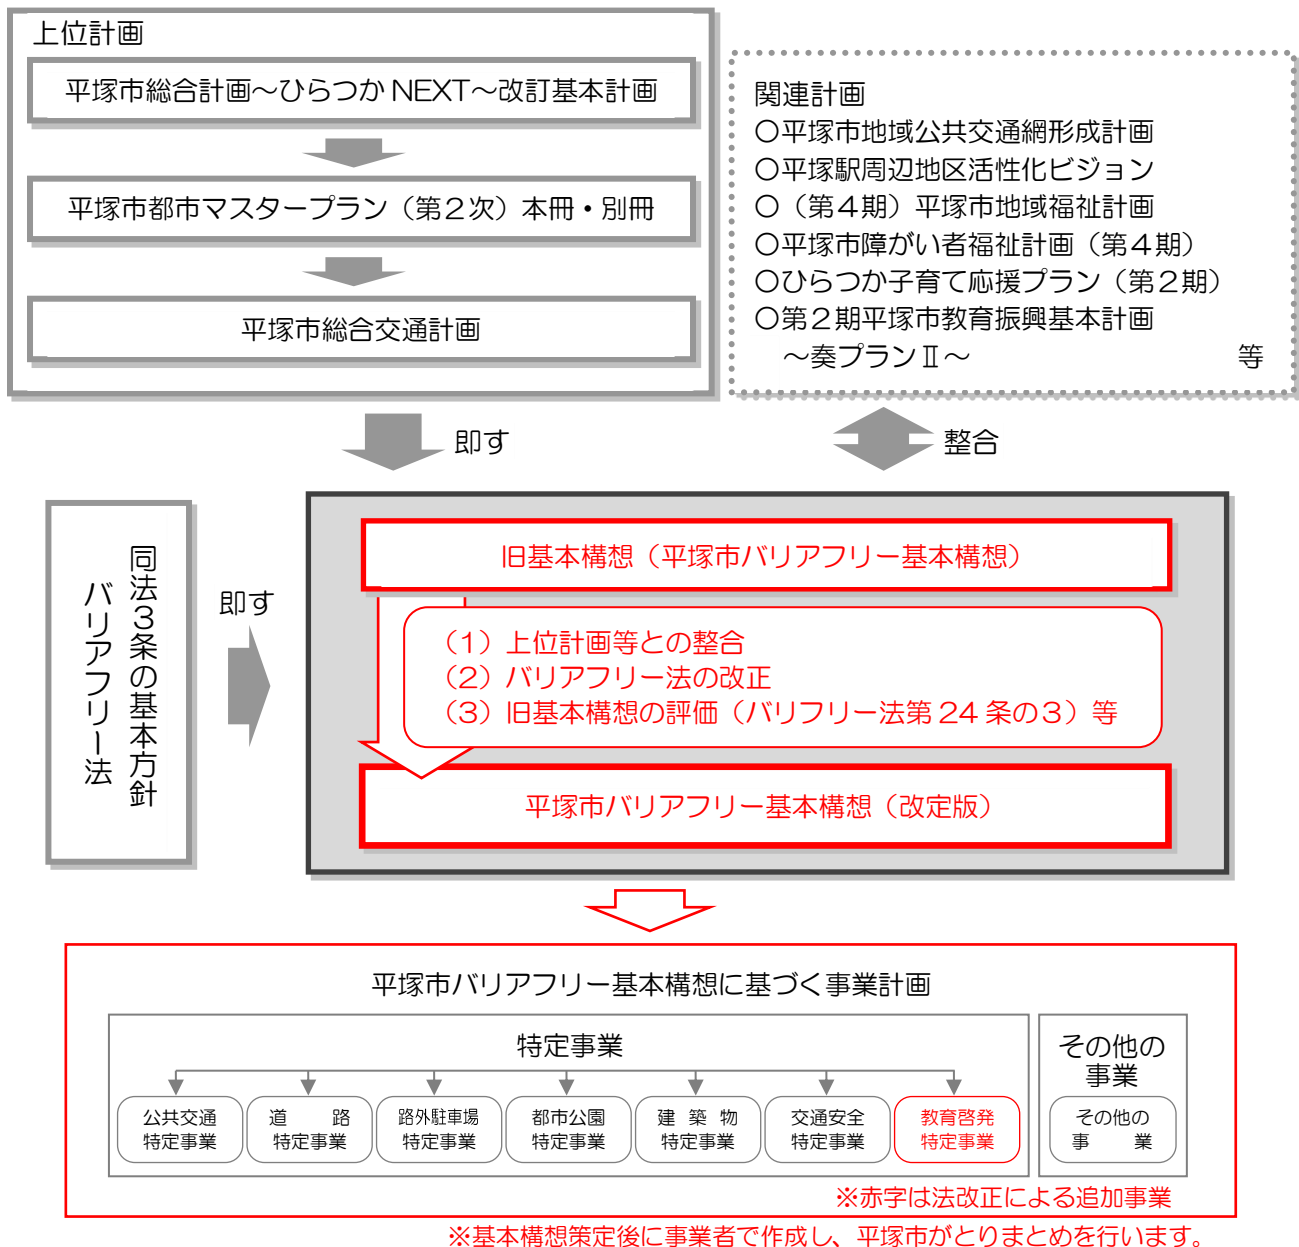 上位計画
平塚市総合計画～ひらつか NEXT～改訂基本計画
平塚市都市マスタープラン（第２次）本冊・別冊
平塚市総合交通計画
関連計画
○平塚市地域公共交通網形成計画
○平塚駅周辺地区活性化ビジョン
○（第４期）平塚市地域福祉計画
○平塚市障がい者福祉計画（第４期）
○ひらつか子育て応援プラン（第２期）
○第２期平塚市教育振興基本計画
～奏プランⅡ～ 等
即す
整合
同法３条の基本方針
バリアフリー法
即す
旧基本構想（平塚市バリアフリー基本構想）
（1）上位計画等との整合
（2）バリアフリー法の改正
（3）旧基本構想の評価（バリフリー法第 24 条の３）等
平塚市バリアフリー基本構想（改定版）
平塚市バリアフリー基本構想に基づく事業計画
特定事業
公共交通
特定事業
道 路
特定事業
路外駐車場
特定事業
都市公園
特定事業
建 築 物
特定事業
交通安全
特定事業
教育啓発
特定事業
その他の
事業
その他の
事 業
※赤字は法改正による追加事業
※基本構想策定後に事業者で作成し、平塚市がとりまとめを行います。